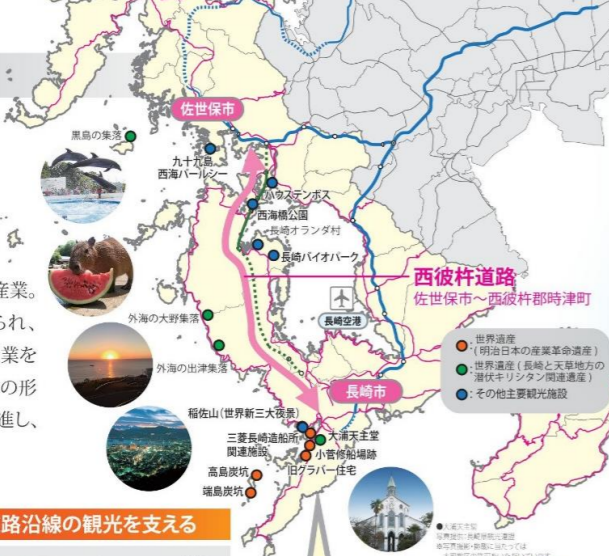 佐世保市
黒島の集落
九十九島
西海パールシー
ハウステンボス
西海橋公園
長崎オランダ村
長崎バイオパーク
西彼杵道路
佐世保市〜西彼杵郡時津町
長崎空港
産業。
られ、
業を
の形
進し、
外海の大野集落
外海の出津集落
:世界遺産
(明治日本の産業革命遺産)
:世界遺産(長崎と天草地方の
潜伏キリシタン関連遺産)
:その他主要観光施設
長崎市
稲佐山(世界新三大夜景)
三菱長崎造船所
関連施設
大浦天主堂
小菅修船場跡
旧グラバー住宅
高島炭坑
端島炭坑
路沿線の観光を支える
●大浦天主堂